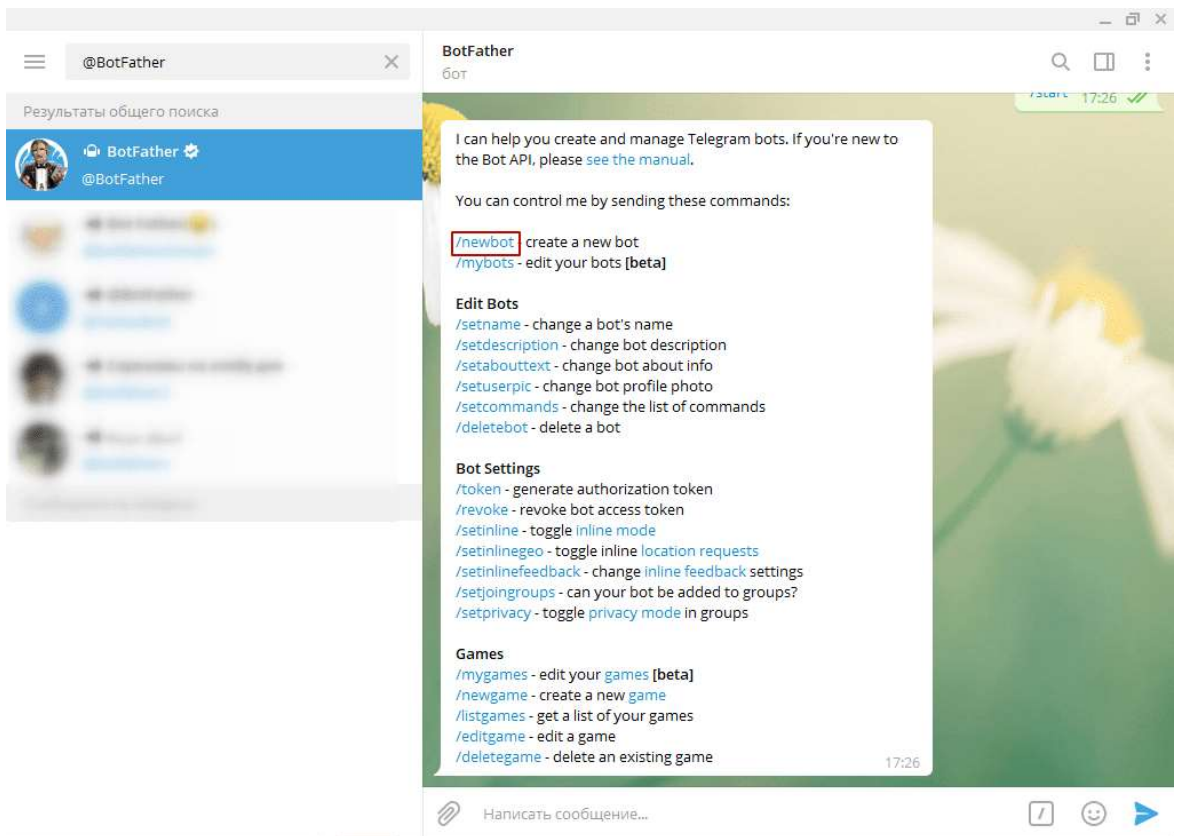 @BotFather
Результаты общего поиска
BotFather
@BotFather
BotFather
бот
/start 17:26
I can help you create and manage Telegram bots. If you're new to
the Bot API, please see the manual.
You can control me by sending these commands:
/newbot - create a new bot
/mybots - edit your bots [beta]
Edit Bots
/setname - change a bot's name
/setdescription - change bot description
/setabouttext - change bot about info
/setuserpic - change bot profile photo
/setcommands - change the list of commands
/deletebot - delete a bot
Bot Settings
/token - generate authorization token
/revoke - revoke bot access token
/setinline - toggle inline mode
/setinlinegeo - toggle inline location requests
/setinlinefeedback - change inline feedback settings
/setjoingroups - can your bot be added to groups?
/setprivacy - toggle privacy mode in groups
Games
/mygames - edit your games [beta]
/newgame - create a new game
/listgames - get a list of your games
/editgame - edit a game
/deletegame - delete an existing game
17:26
Написать сообщение...